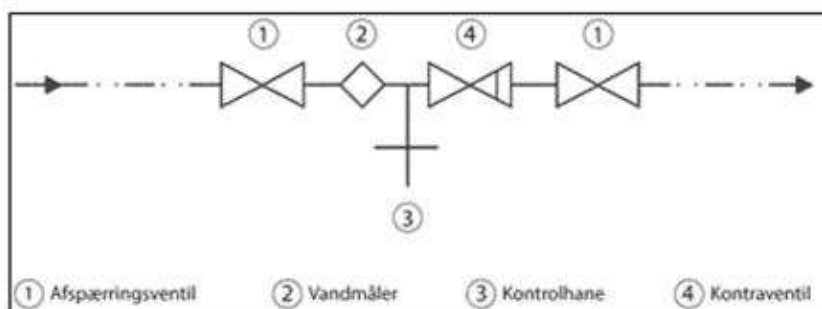 ① ② ④ ①
③
① Afspærringsventil ② Vandmåler ③ Kontrolhane ④ Kontraventil